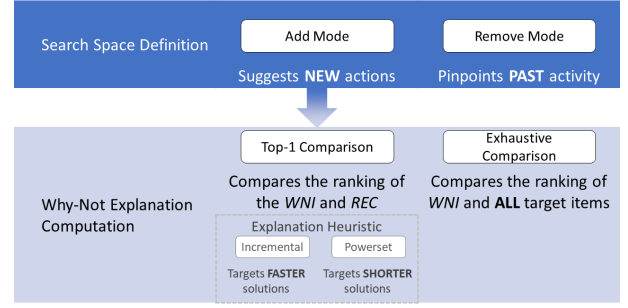 Search Space Definition
Add Mode
Remove Mode
Suggests NEW actions
Pinpoints PAST activity
Why-Not Explanation
Computation
Top-1 Comparison
Compares the ranking of
the WNI and REC
Explanation Heuristic
Incremental
Powerset
Targets FASTER
solutions
Targets SHORTER
solutions
Exhaustive
Comparison
Compares the ranking of
WNI and ALL target items